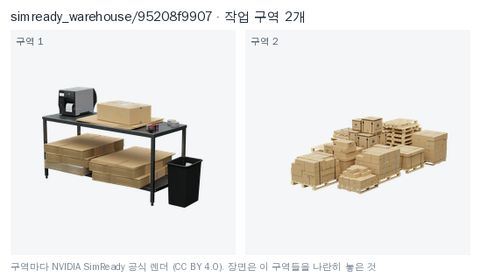 simready_warehouse/95208f9907 · 작업 구역 2개
구역 1
구역 2
구역마다 NVIDIA SimReady 공식 렌더 (CC BY 4.0). 장면은 이 구역들을 나란히 놓은 것